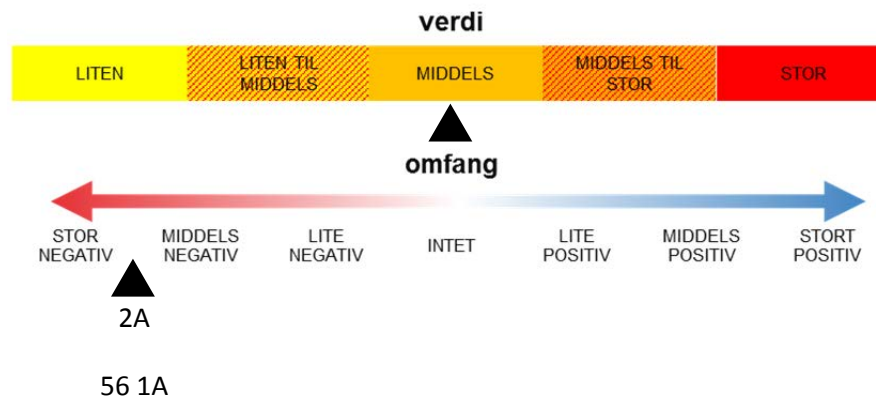 verdi
LITEN
LITEN TIL
MIDDELS
MIDDELS
MIDDELS TIL
STOR
STOR
omfang
STOR
NEGATIV
MIDDELS
NEGATIV
LITE
NEGATIV
INTET
LITE
POSITIV
MIDDELS
POSITIV
STORT
POSITIV
2A
56 1A